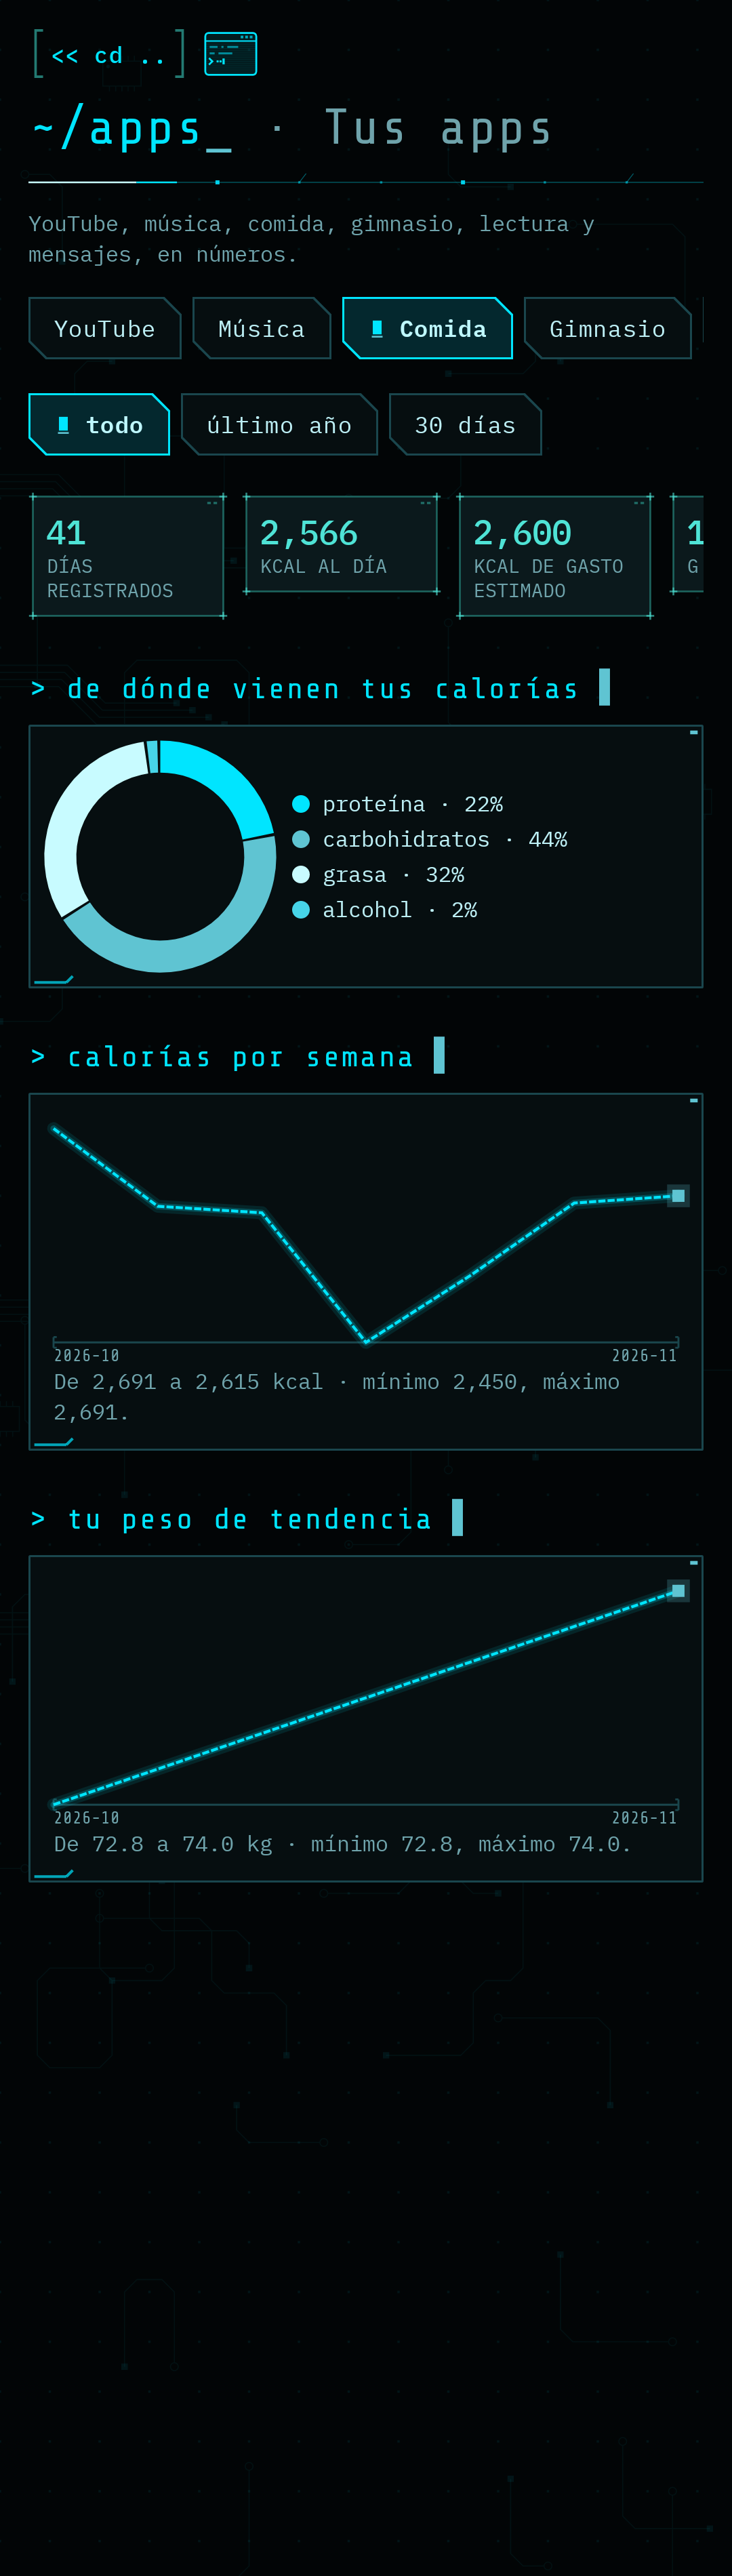 << cd ..
~/apps_ · Tus apps
YouTube, música, comida, gimnasio, lectura y
mensajes, en números.
YouTube Música Comida Gimnasio
todo último año 30 días
41
DÍAS
REGISTRADOS
2,566
KCAL AL DÍA
2,600
KCAL DE GASTO
ESTIMADO
1
G
> de dónde vienen tus calorías
proteína · 22%
carbohidratos · 44%
grasa · 32%
alcohol · 2%
> calorías por semana
2026-10 2026-11
De 2,691 a 2,615 kcal · mínimo 2,450, máximo
2,691.
> tu peso de tendencia
2026-10 2026-11
De 72.8 a 74.0 kg · mínimo 72.8, máximo 74.0.